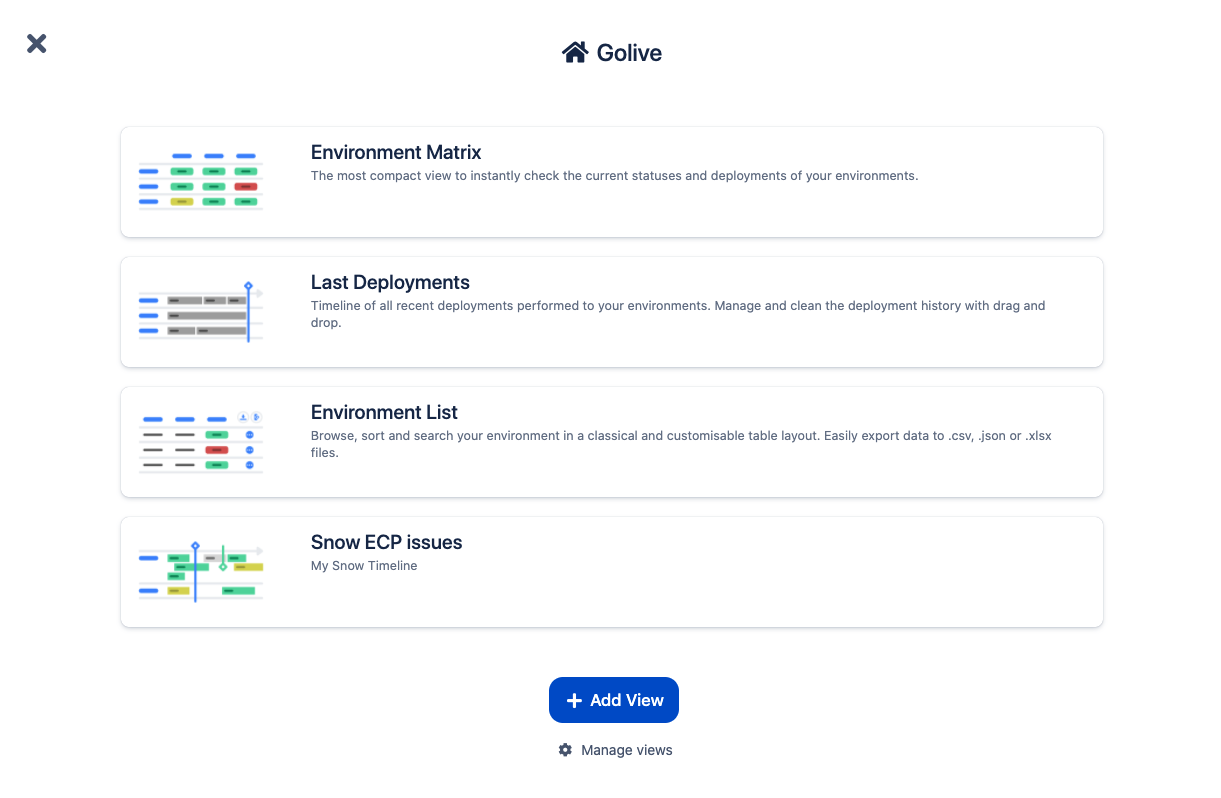 Golive
Environment Matrix
The most compact view to instantly check the current statuses and deployments of your environments.
Last Deployments
Timeline of all recent deployments performed to your environments. Manage and clean the deployment history with drag and
drop.
Environment List
Browse, sort and search your environment in a classical and customisable table layout. Easily export data to .csv, .json or .xlsx
files.
Snow ECP issues
My Snow Timeline
Add View
Manage views